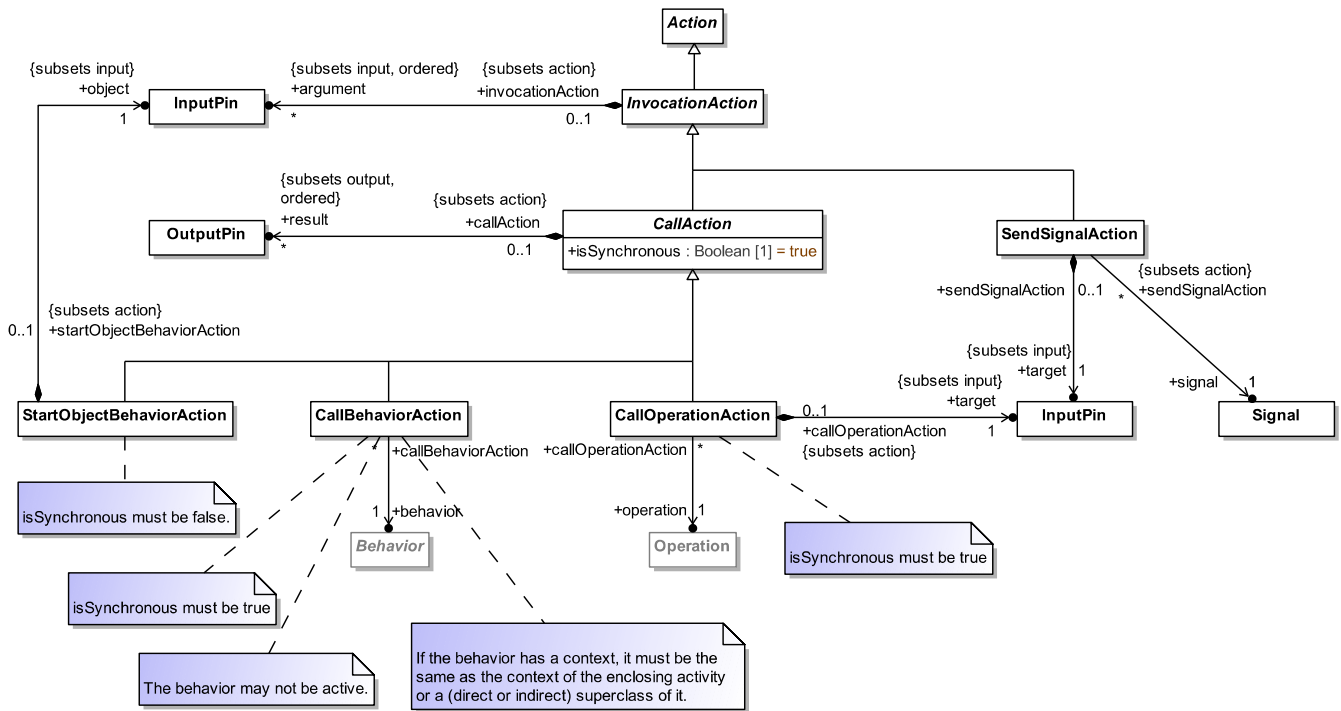 Action
{subsets input}
+object
1
InputPin
{subsets input, ordered}
+argument
*
{subsets action}
+invocationAction
0..1
InvocationAction
{subsets output,
ordered}
+result
*
OutputPin
{subsets action}
+callAction
0..1
CallAction
+isSynchronous : Boolean [1] = true
SendSignalAction
+sendSignalAction
0..1
{subsets action}
+sendSignalAction
*
0..1
{subsets action}
+startObjectBehaviorAction
{subsets input}
+target
1
+signal
1
{subsets input}
+target
1
StartObjectBehaviorAction
CallBehaviorAction
CallOperationAction
0..1
+callOperationAction
{subsets action}
InputPin
Signal
*
+callBehaviorAction
+callOperationAction
*
isSynchronous must be false.
1
+behavior
+operation
1
Behavior
Operation
isSynchronous must be true
isSynchronous must be true
The behavior may not be active.
If the behavior has a context, it must be the
same as the context of the enclosing activity
or a (direct or indirect) superclass of it.